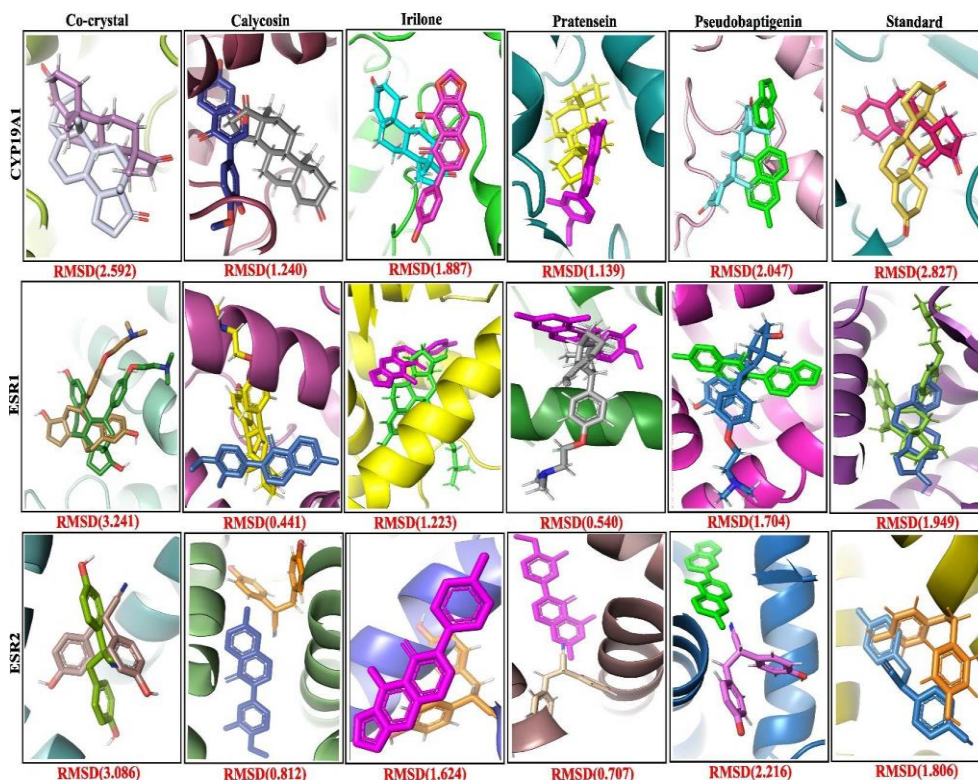 Co-crystal Calycosin Irilone Pratensein Pseudobaptigenin Standard
CYP19A1
RMSD(2.592) RMSD(1.240) RMSD(1.887) RMSD(1.139) RMSD(2.047) RMSD(2.827)
ESR1
RMSD(3.241) RMSD(0.441) RMSD(1.223) RMSD(0.540) RMSD(1.704) RMSD(1.949)
ESR2
RMSD(3.086) RMSD(0.812) RMSD(1.624) RMSD(0.707) RMSD(2.216) RMSD(1.806)